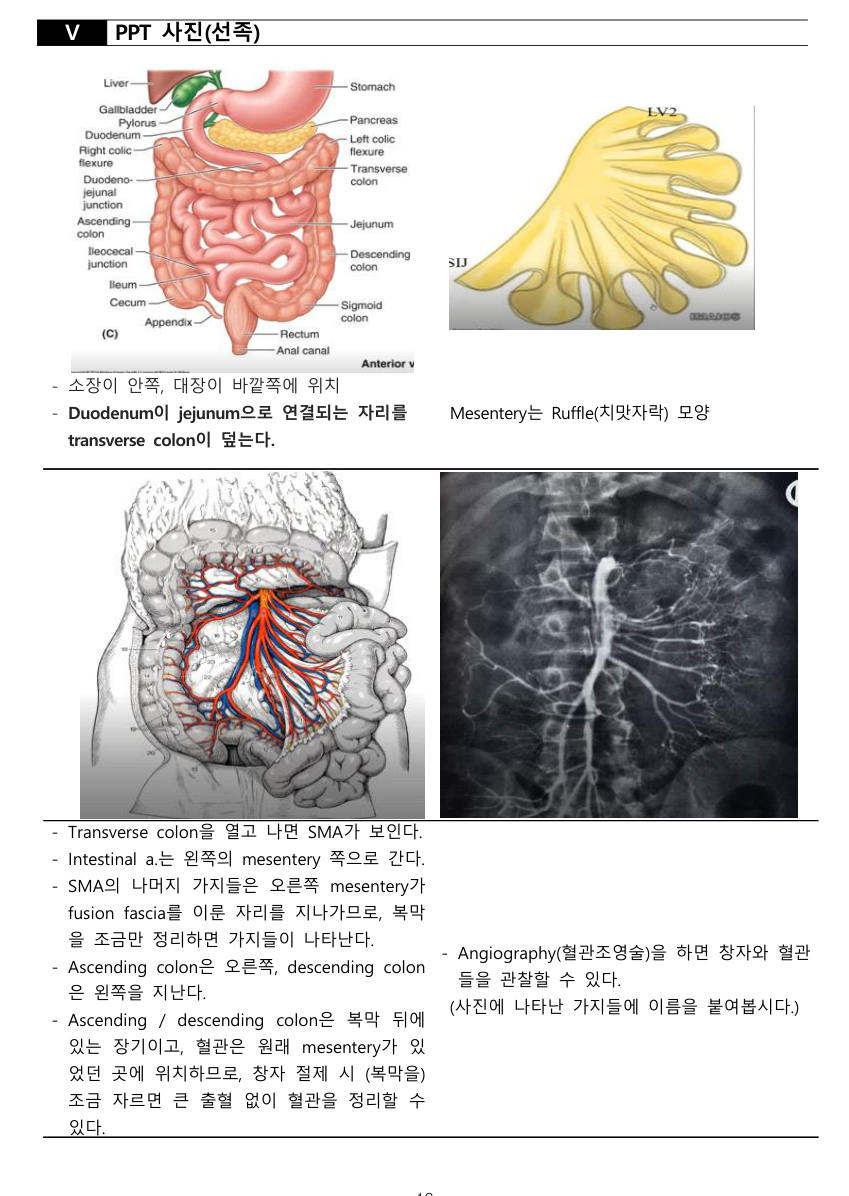 V PPT 사진(선족)
Liver
Gallbladder
Pylorus
Duodenum
Right colic
flexure
Duodeno-
jejunal
junction
Ascending
colon
Ileocecal
junction
Ileum
Cecum
Appendix
(C)
Stomach
Pancreas
Left colic
flexure
Transverse
colon
Jejunum
Descending
colon
Sigmoid
colon
Rectum
Anal canal
Anterior v
LV2
SIJ
IMAIOS
- 소장이 안쪽, 대장이 바깥쪽에 위치
- Duodenum이 jejunum으로 연결되는 자리를
transverse colon이 덮는다.
Mesentery는 Ruffle(치맛자락) 모양
- Transverse colon을 열고 나면 SMA가 보인다.
- Intestinal a.는 왼쪽의 mesentery 쪽으로 간다.
- SMA의 나머지 가지들은 오른쪽 mesentery가
fusion fascia를 이룬 자리를 지나가므로, 복막
을 조금만 정리하면 가지들이 나타난다.
- Ascending colon은 오른쪽, descending colon
은 왼쪽을 지난다.
- Ascending / descending colon은 복막 뒤에
있는 장기이고, 혈관은 원래 mesentery가 있
었던 곳에 위치하므로, 창자 절제 시 (복막을)
조금 자르면 큰 출혈 없이 혈관을 정리할 수
있다.
- Angiography(혈관조영술)을 하면 창자와 혈관
들을 관찰할 수 있다.
(사진에 나타난 가지들에 이름을 붙여봅시다.)